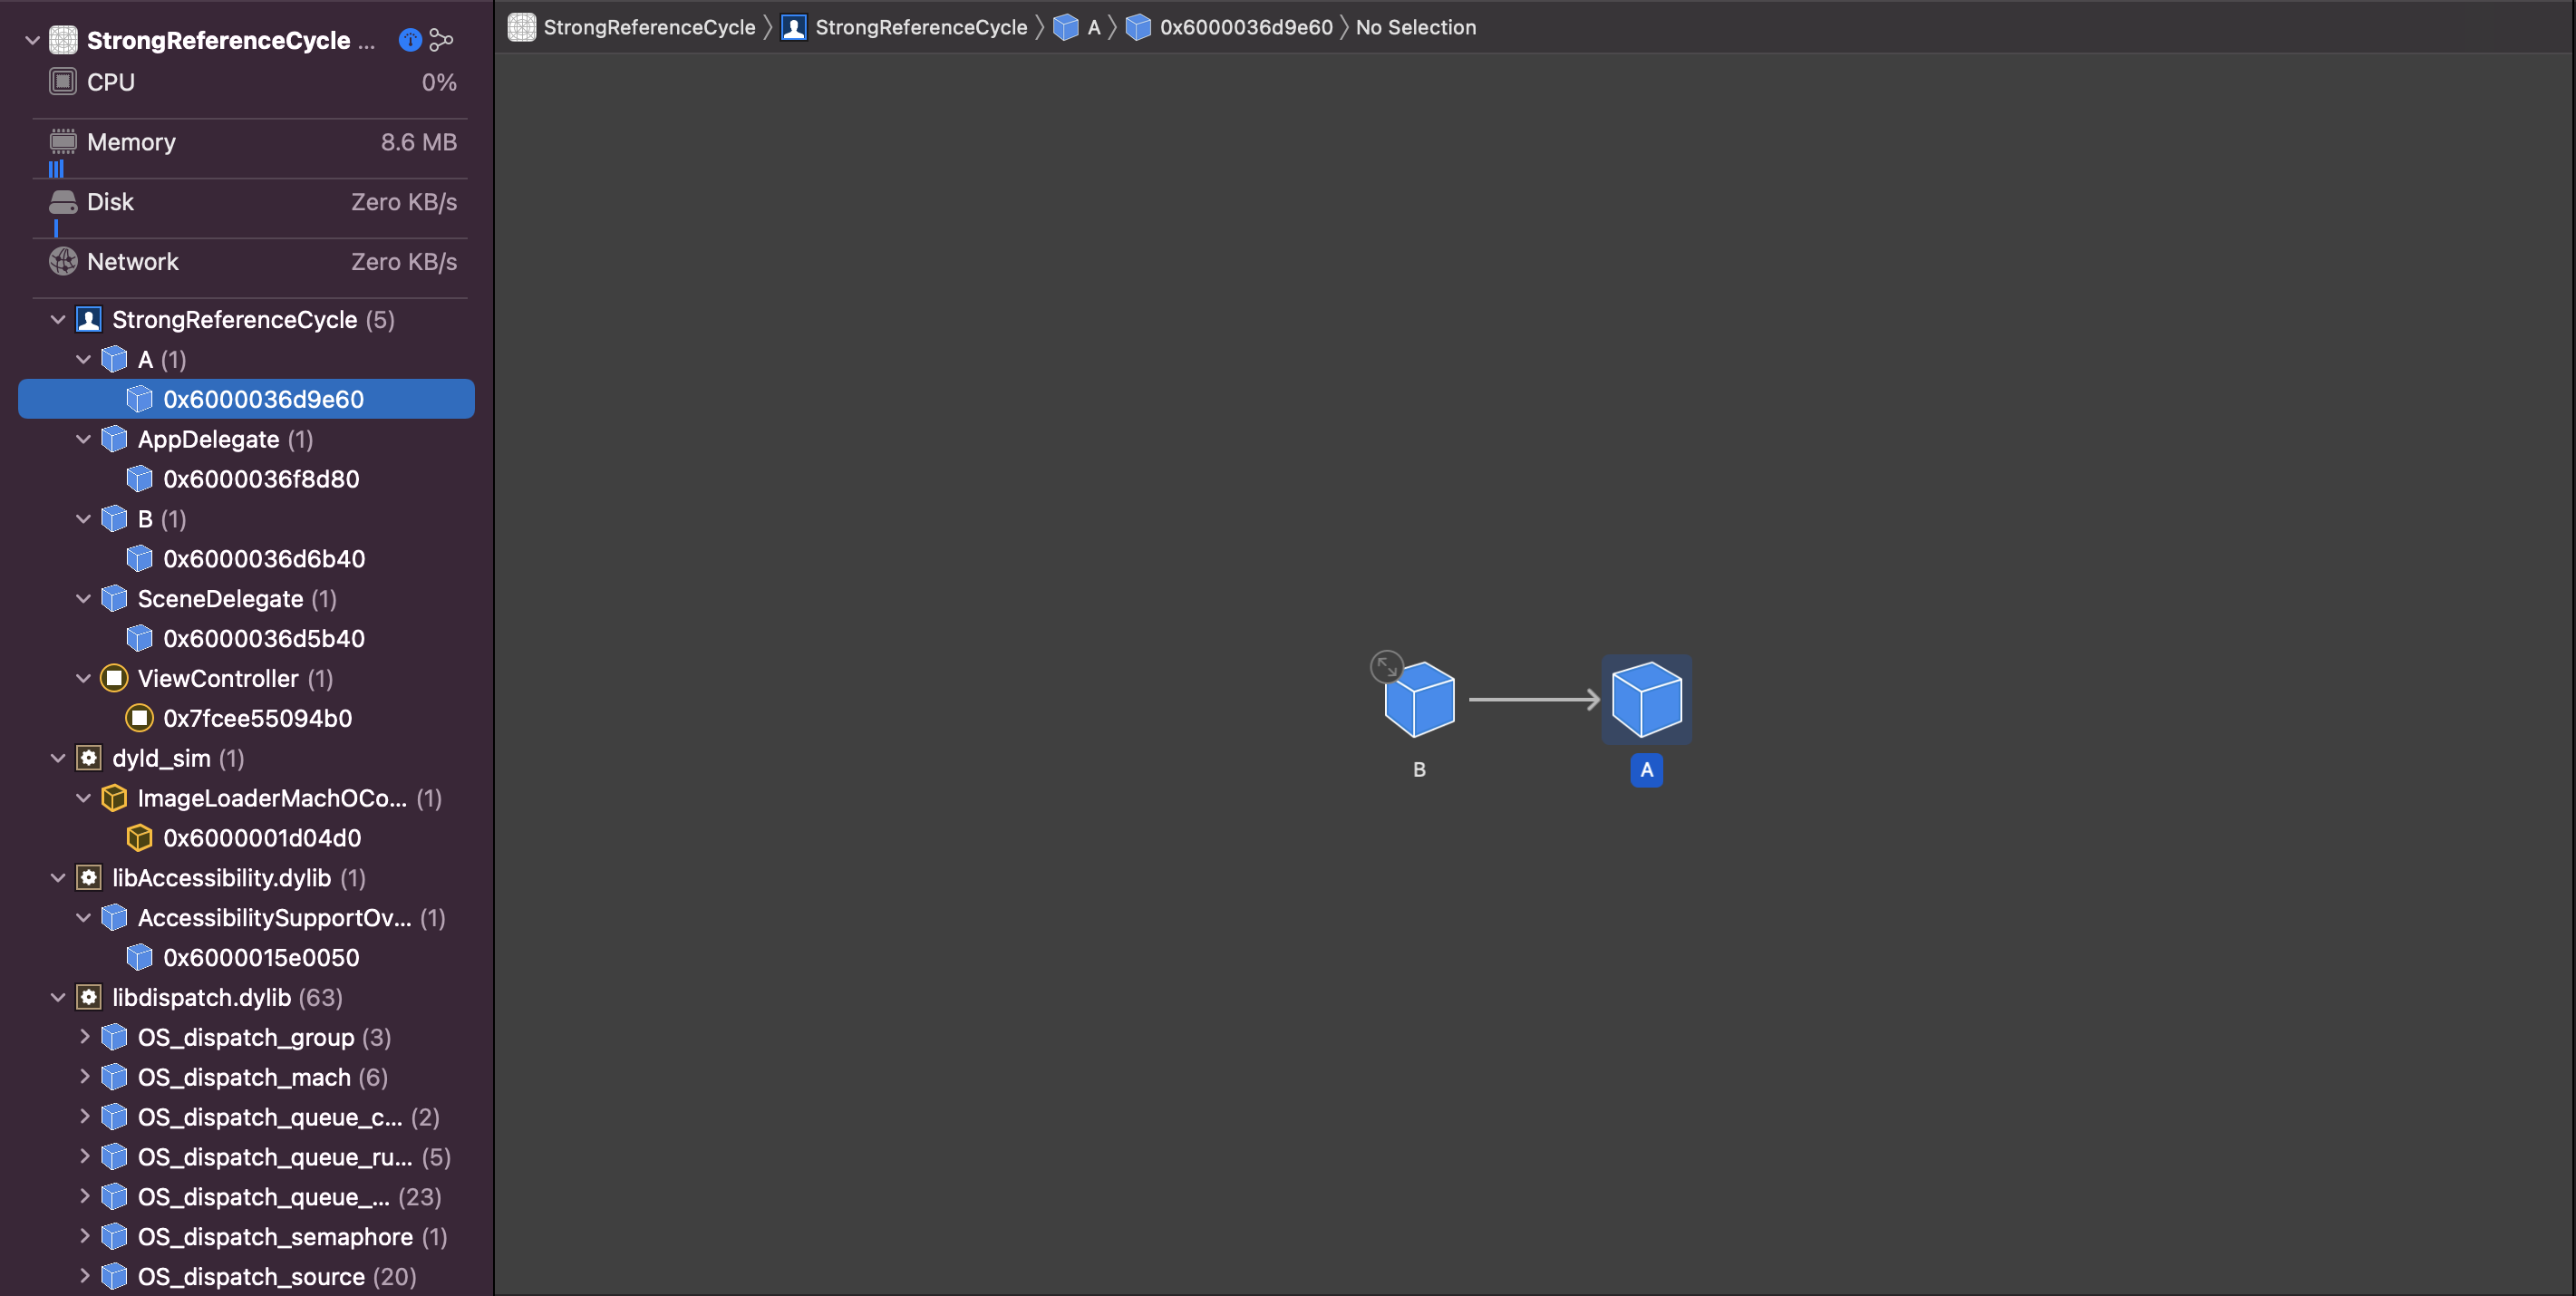 StrongReferenceCycle ...
CPU 0%
Memory 8.6 MB
Disk Zero KB/s
Network Zero KB/s
StrongReferenceCycle (5)
A (1)
0x6000036d9e60
AppDelegate (1)
0x6000036f8d80
B (1)
0x6000036d6b40
SceneDelegate (1)
0x6000036d5b40
ViewController (1)
0x7fcee55094b0
dyld_sim (1)
ImageLoaderMachOCo... (1)
0x6000001d04d0
libAccessibility.dylib (1)
AccessibilitySupportOv... (1)
0x6000015e0050
libdispatch.dylib (63)
OS_dispatch_group (3)
OS_dispatch_mach (6)
OS_dispatch_queue_c... (2)
OS_dispatch_queue_ru... (5)
OS_dispatch_queue_... (23)
OS_dispatch_semaphore (1)
OS_dispatch_source (20)
StrongReferenceCycle StrongReferenceCycle A 0x6000036d9e60 No Selection
B A